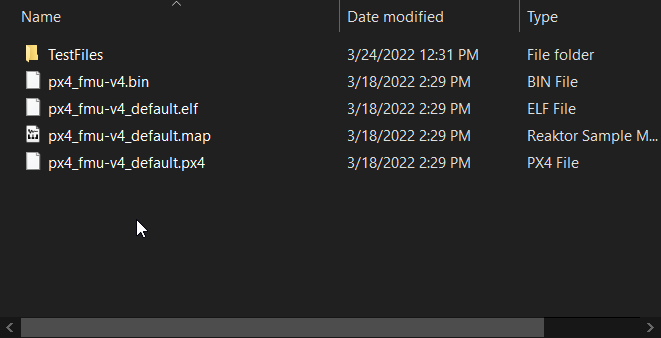 Name Date modified Type
TestFiles 3/24/2022 12:31 PM File folder
px4_fmu-v4.bin 3/18/2022 2:29 PM BIN File
px4_fmu-v4_default.elf 3/18/2022 2:29 PM ELF File
px4_fmu-v4_default.map 3/18/2022 2:29 PM Reaktor Sample M...
px4_fmu-v4_default.px4 3/18/2022 2:29 PM PX4 File